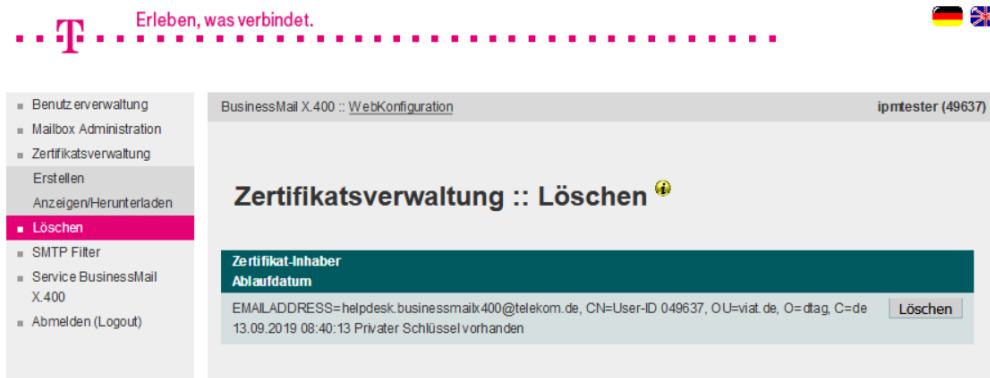 Erleben, was verbindet.
T
Benutzerverwaltung
Mailbox Administration
Zertifikatsverwaltung
Erstellen
Anzeigen/Herunterladen
Löschen
SMTP Filter
Service BusinessMail
X.400
Abmelden (Logout)
BusinessMail X.400 :: WebKonfiguration
ipmtester (49637)
Zertifikatsverwaltung :: Löschen
Zertifikat-Inhaber
Ablaufdatum
EMAILADDRESS=helpdesk.businessmailx400@telekom.de, CN=User-ID 049637, OU=viat.de, O=dtag, C=de
13.09.2019 08:40:13 Privater Schlüssel vorhanden
Löschen